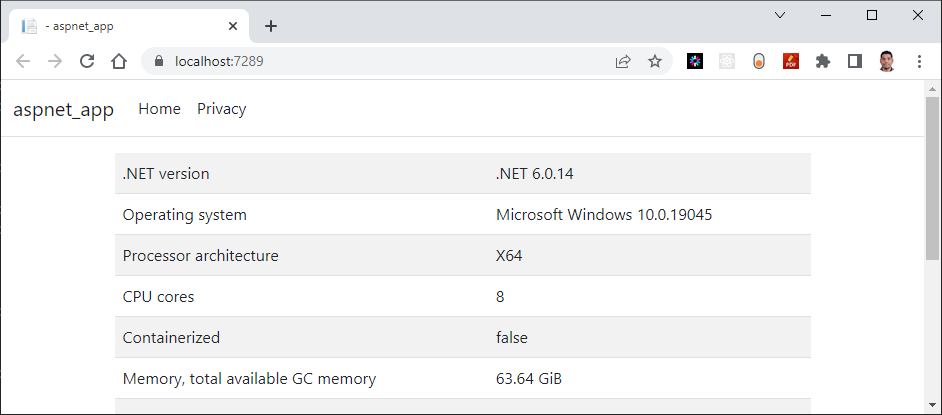 - aspnet_app
localhost:7289
PDF
aspnet_app Home Privacy
.NET version .NET 6.0.14
Operating system Microsoft Windows 10.0.19045
Processor architecture X64
CPU cores 8
Containerized false
Memory, total available GC memory 63.64 GiB